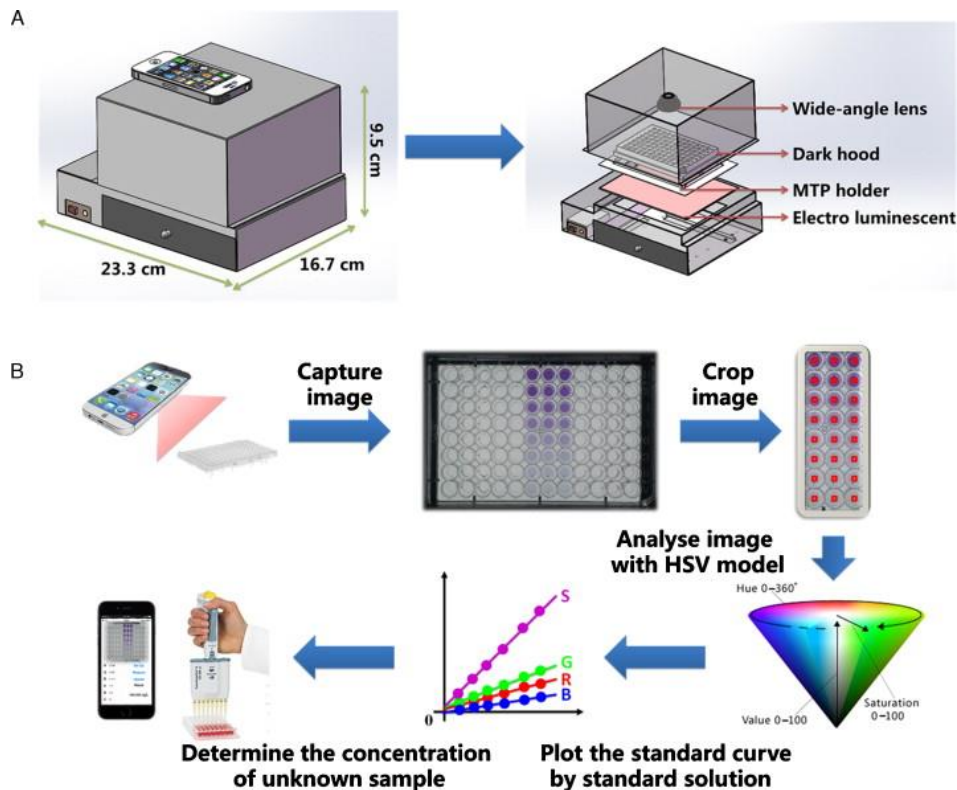 A
9.5 cm
23.3 cm
16.7 cm
Wide-angle lens
Dark hood
MTP holder
Electro luminescent
B
Capture
image
Crop
image
Analyse image
with HSV model
Hue 0–360°
Saturation
0–100
Value 0–100
S
G
R
B
0
Plot the standard curve
by standard solution
Determine the concentration
of unknown sample